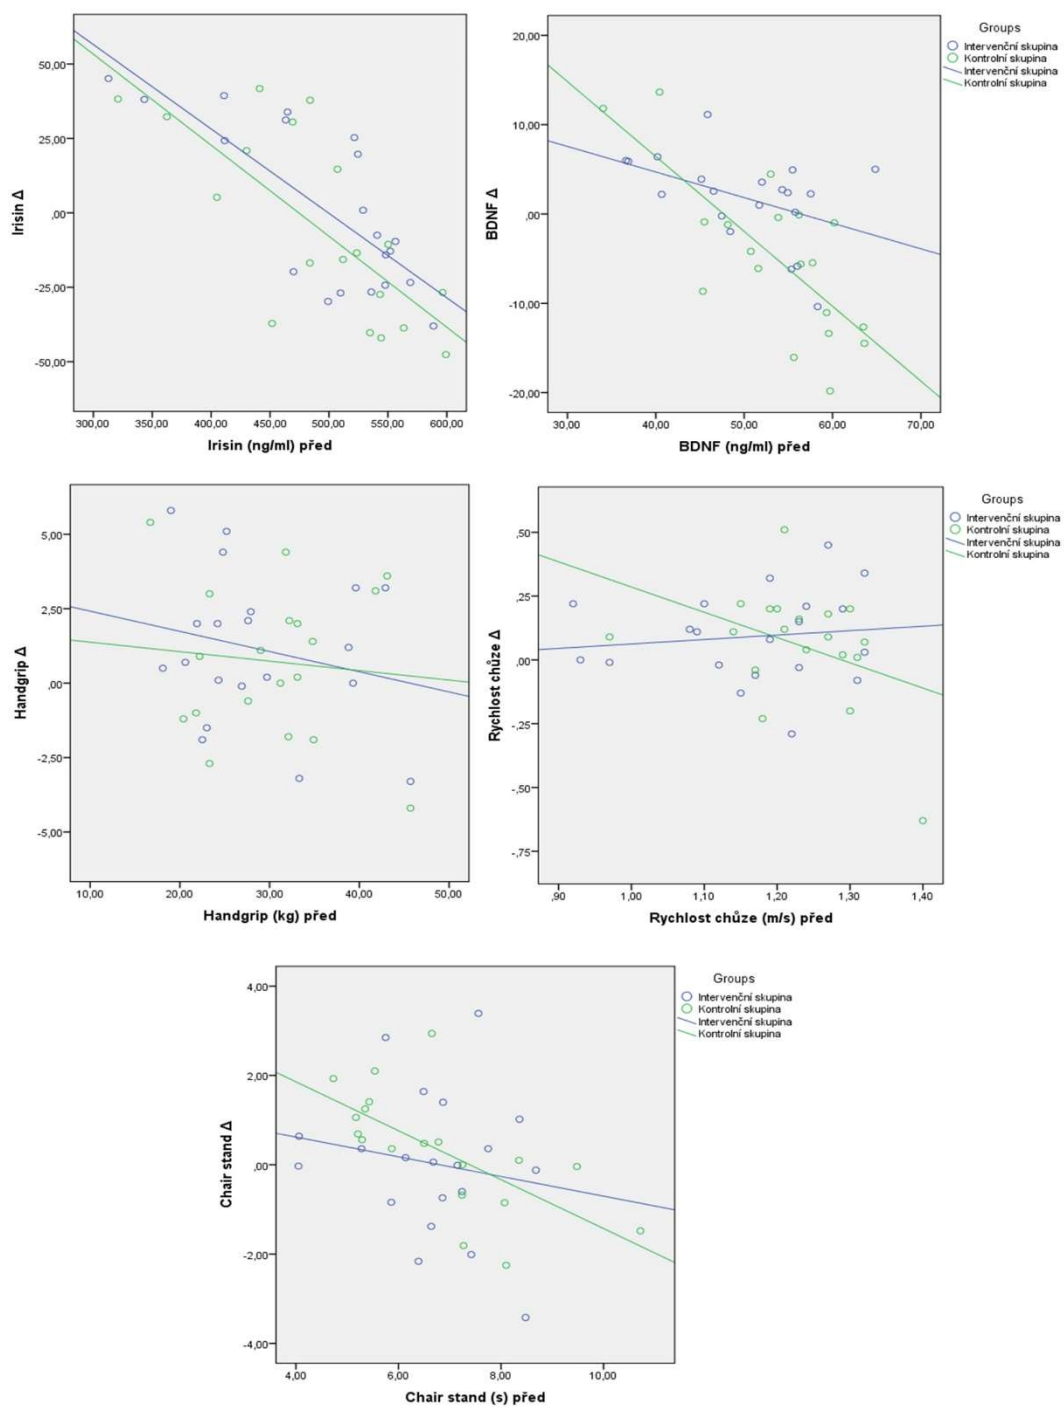 Irisin Δ
50,00
25,00
,00
-25,00
-50,00
300,00 350,00 400,00 450,00 500,00 550,00 600,00
Irisin (ng/ml) před
BDNF Δ
20,00
10,00
,00
-10,00
-20,00
30,00 40,00 50,00 60,00 70,00
BDNF (ng/ml) před
Groups
Intervenční skupina
Kontrolní skupina
Intervenční skupina
Kontrolní skupina
Handgrip Δ
5,00
2,50
,00
-2,50
-5,00
10,00 20,00 30,00 40,00 50,00
Handgrip (kg) před
Rychlost chůze Δ
,50
,25
,00
-,25
-,50
-,75
,90 1,00 1,10 1,20 1,30 1,40
Rychlost chůze (m/s) před
Groups
Intervenční skupina
Kontrolní skupina
Intervenční skupina
Kontrolní skupina
Chair stand Δ
4,00
2,00
,00
-2,00
-4,00
4,00 6,00 8,00 10,00
Chair stand (s) před
Groups
Intervenční skupina
Kontrolní skupina
Intervenční skupina
Kontrolní skupina